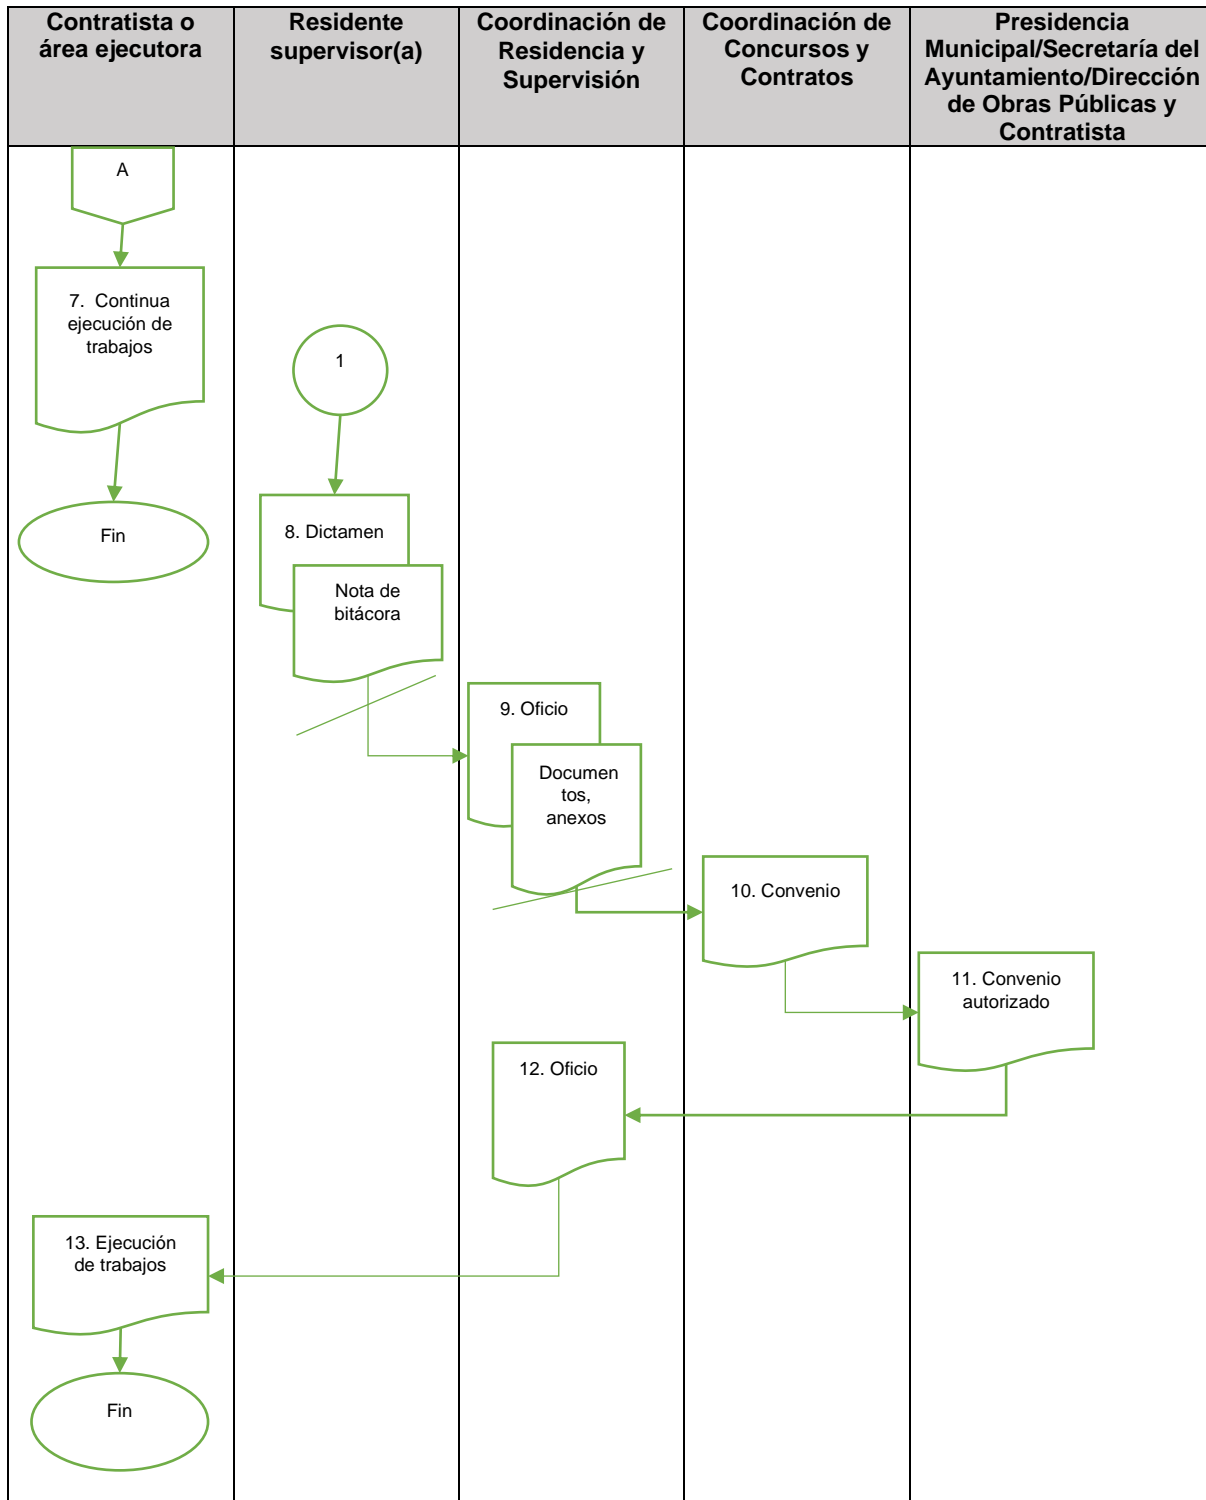 Contratista o
área ejecutora
Residente
supervisor(a)
Coordinación de
Residencia y
Supervisión
Coordinación de
Concursos y
Contratos
Presidencia
Municipal/Secretaría del
Ayuntamiento/Dirección
de Obras Públicas y
Contratista
A
7. Continua
ejecución de
trabajos
1
Fin
8. Dictamen
Nota de
bitácora
9. Oficio
Documen
tos,
anexos
10. Convenio
11. Convenio
autorizado
12. Oficio
13. Ejecución
de trabajos
Fin